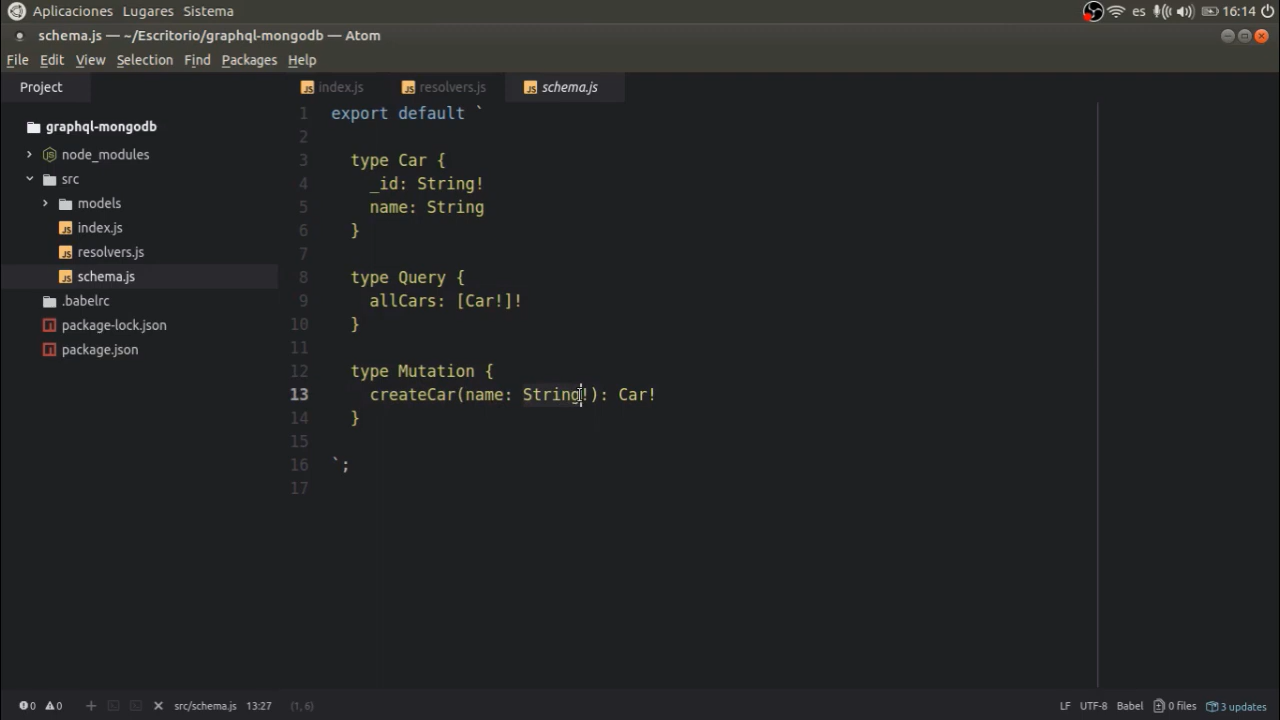 Aplicaciones Lugares Sistema es 16:14
schema.js — ~/Escritorio/graphql-mongodb — Atom
File Edit View Selection Find Packages Help
Project
index.js resolvers.js schema.js
graphql-mongodb
node_modules
src
models
index.js
resolvers.js
schema.js
.babelrc
package-lock.json
package.json
1 export default `
2
3 type Car {
4 _id: String!
5 name: String
6 }
7
8 type Query {
9 allCars: [Car!]!
10 }
11
12 type Mutation {
13 createCar(name: String!): Car!
14 }
15
16 `;
17
0 0 src/schema.js 13:27 (1, 6) LF UTF-8 Babel 0 files 3 updates